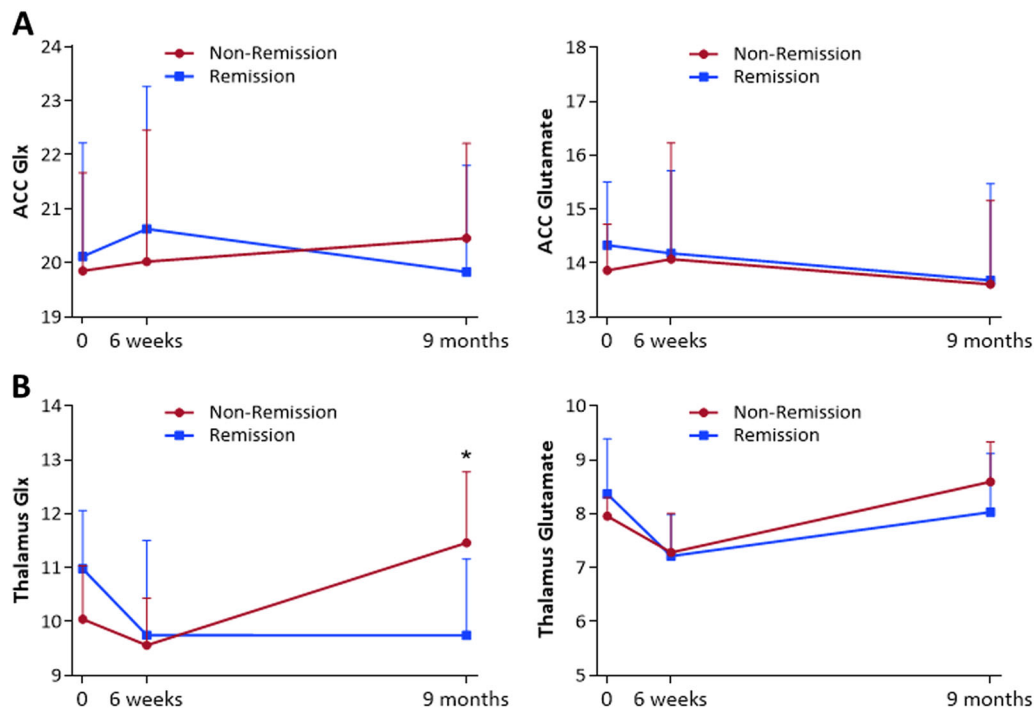 A
ACC Glx
24
23
22
21
20
19
Non-Remission
Remission
0 6 weeks 9 months
ACC Glutamate
18
17
16
15
14
13
Non-Remission
Remission
0 6 weeks 9 months
B
Thalamus Glx
14
13
12
11
10
9
Non-Remission
Remission
*
0 6 weeks 9 months
Thalamus Glutamate
10
9
8
7
6
5
Non-Remission
Remission
0 6 weeks 9 months